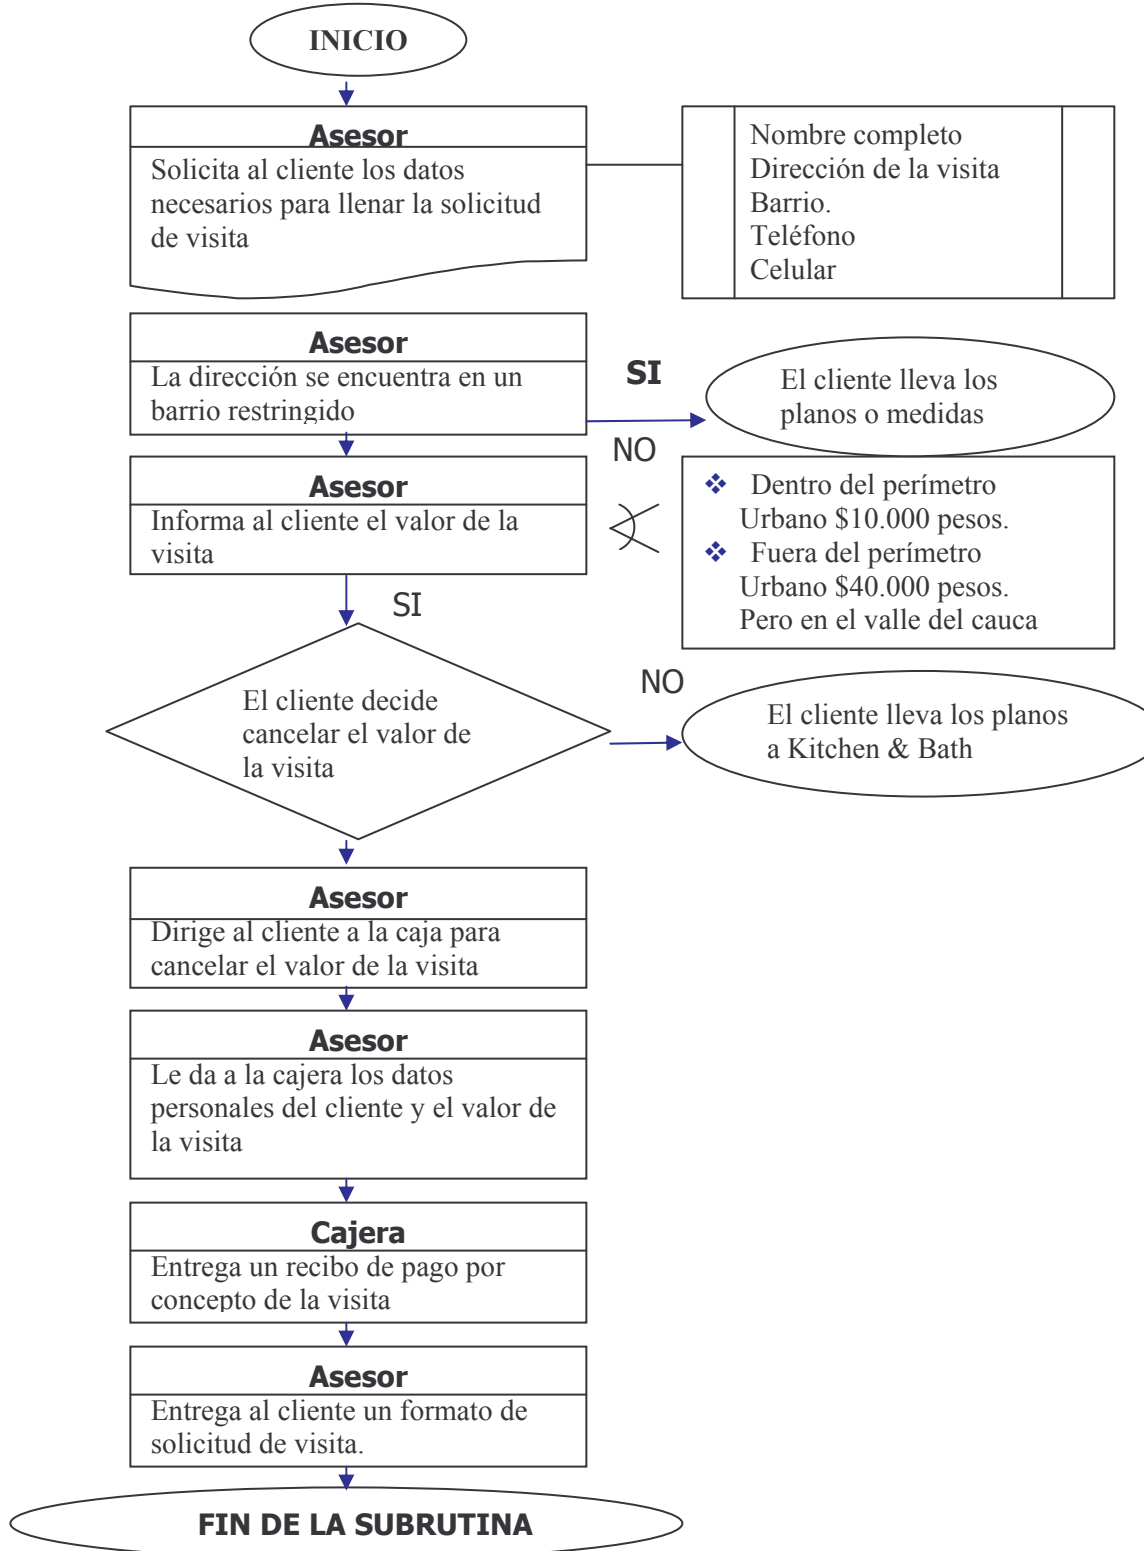 INICIO
Asesor
Solicita al cliente los datos
necesarios para llenar la solicitud
de visita
Nombre completo
Dirección de la visita
Barrio.
Teléfono
Celular
Asesor
La dirección se encuentra en un
barrio restringido
SI
El cliente lleva los
planos o medidas
NO
Asesor
Informa al cliente el valor de la
visita
❖ Dentro del perímetro
Urbano $10.000 pesos.
❖ Fuera del perímetro
Urbano $40.000 pesos.
Pero en el valle del cauca
SI
El cliente decide
cancelar el valor de
la visita
NO
El cliente lleva los planos
a Kitchen & Bath
Asesor
Dirige al cliente a la caja para
cancelar el valor de la visita
Asesor
Le da a la cajera los datos
personales del cliente y el valor de
la visita
Cajera
Entrega un recibo de pago por
concepto de la visita
Asesor
Entrega al cliente un formato de
solicitud de visita.
FIN DE LA SUBRUTINA